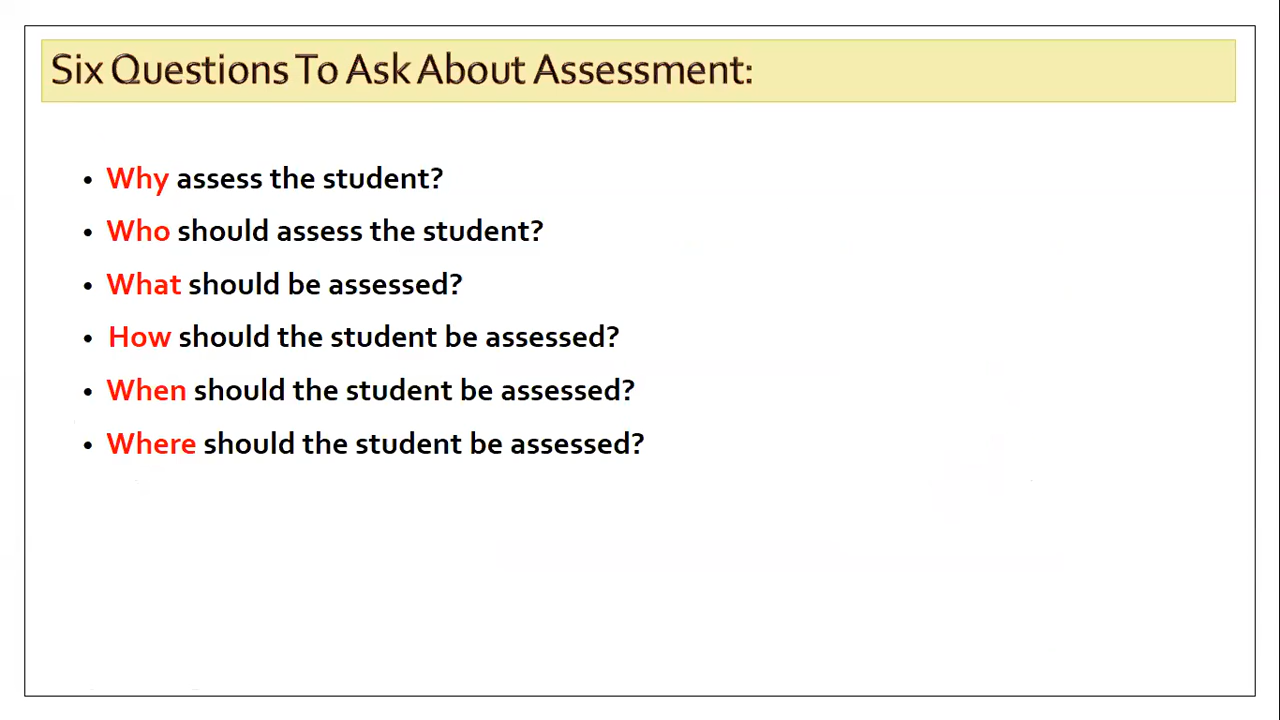 Six Questions To Ask About Assessment:
• Why assess the student?
• Who should assess the student?
• What should be assessed?
• How should the student be assessed?
• When should the student be assessed?
• Where should the student be assessed?